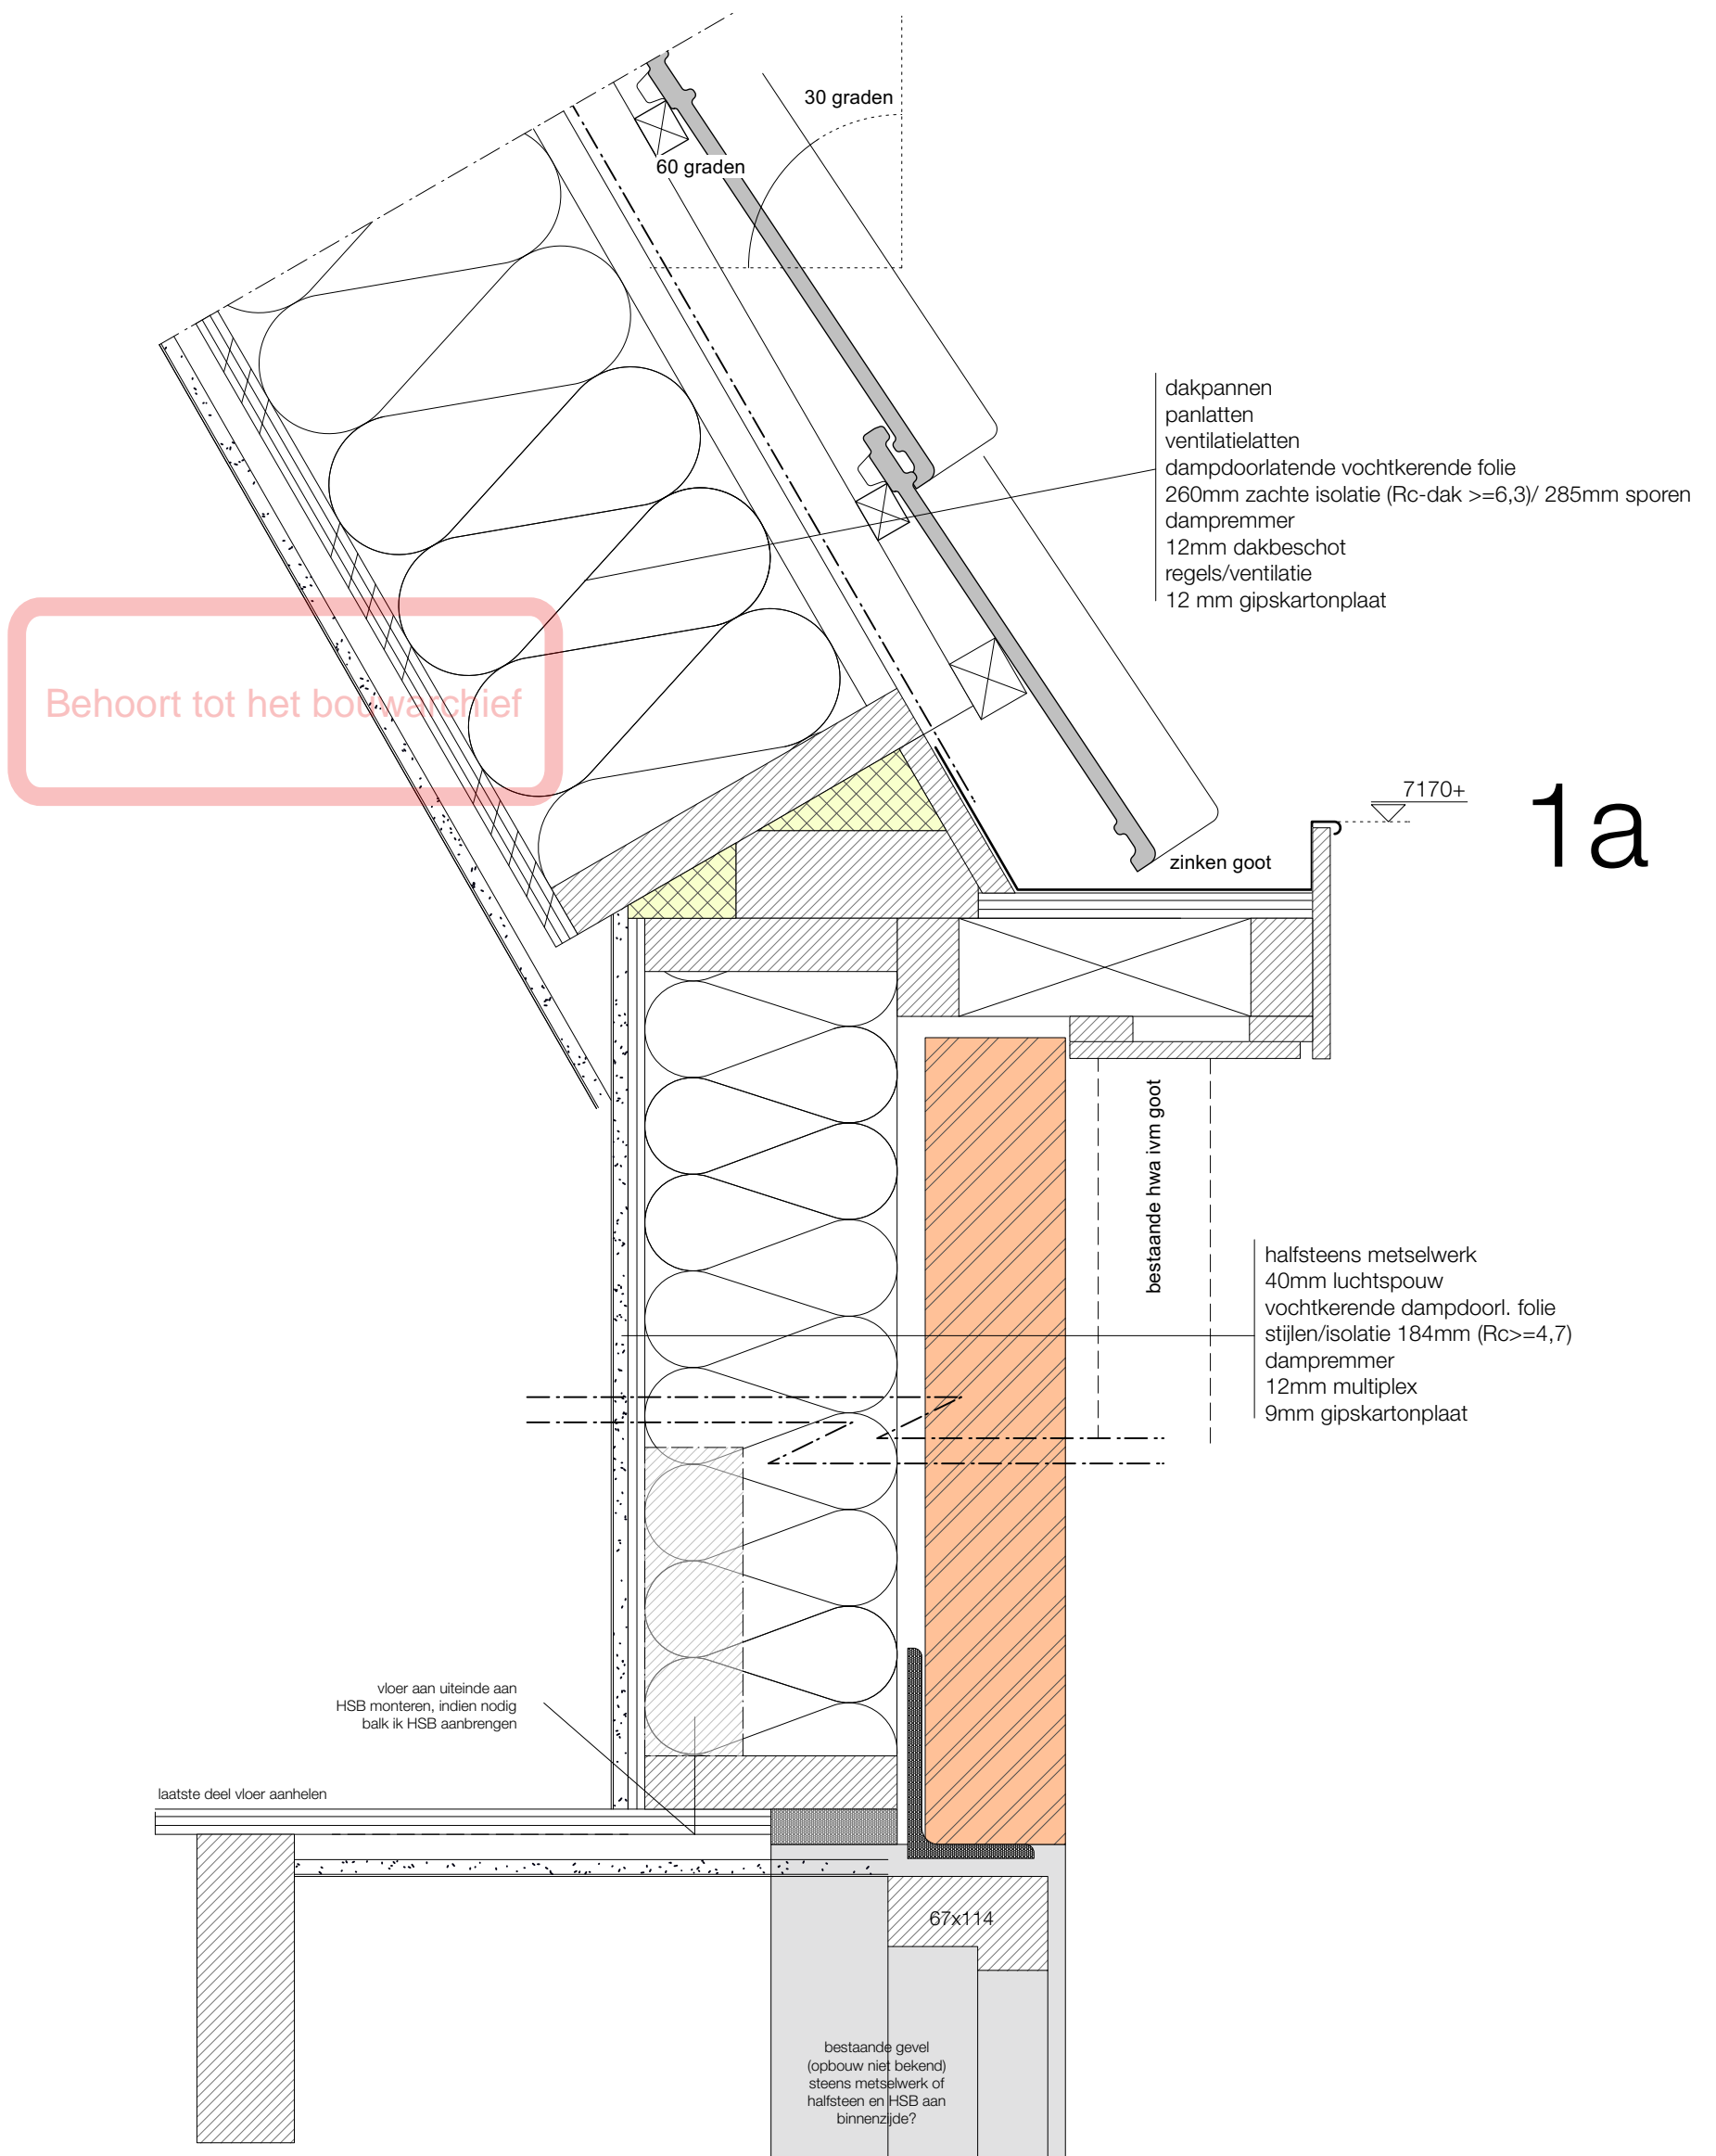 30 graden
60 graden
dakpannen
panlatten
ventilatielatten
dampdoorlatende vochtkerende folie
260mm zachte isolatie (Rc-dak >=6,3)/ 285mm sporen
dampremmer
12mm dakbeschot
regels/ventilatie
12 mm gipskartonplaat
Behoort tot het bouwarchief
7170+
1a
zinken goot
bestaande hwa ivm goot
halfsteens metselwerk
40mm luchtspouw
vochtkerende dampdoorl. folie
stijlen/isolatie 184mm (Rc>=4,7)
dampremmer
12mm multiplex
9mm gipskartonplaat
vloer aan uiteinde aan
HSB monteren, indien nodig
balk ik HSB aanbrengen
laatste deel vloer aanhelen
67x114
bestaande gevel
(opbouw niet bekend)
steens metselwerk of
halfsteen en HSB aan
binnenzijde?